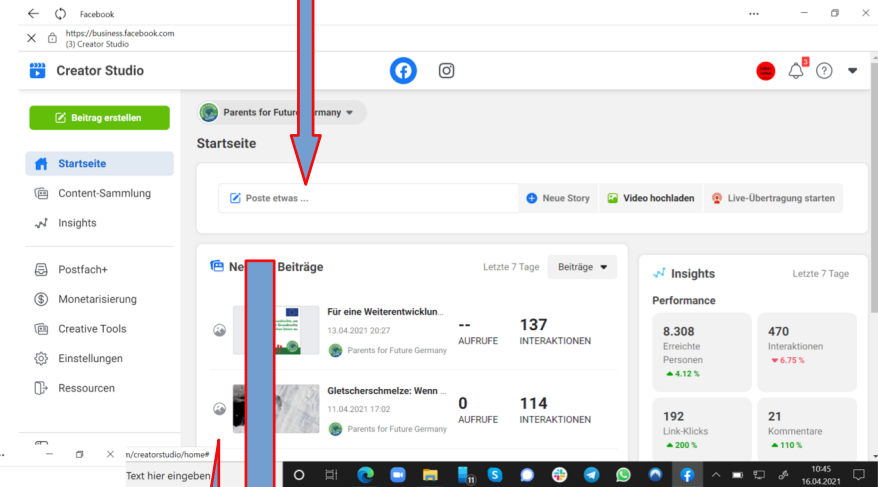 Facebook
https://business.facebook.com
(3) Creator Studio
Creator Studio
3
Beitrag erstellen
Parents for Future
rmany
Startseite
Startseite
Content-Sammlung
Insights
Poste etwas ...
Neue Story
Video hochladen
Live-Übertragung starten
Postfach+
Monetarisierung
Creative Tools
Einstellungen
Ressourcen
Ne
Beiträge
Letzte 7 Tage
Beiträge
Für eine Weiterentwicklun...
13.04.2021 20:27
Parents for Future Germany
--
AUFRUFE
137
INTERAKTIONEN
Gletscherschmelze: Wenn ...
11.04.2021 17:02
Parents for Future Germany
0
AUFRUFE
114
INTERAKTIONEN
Insights
Letzte 7 Tage
Performance
8.308
Erreichte
Personen
4.12 %
470
Interaktionen
6.75 %
192
Link-Klicks
200 %
21
Kommentare
110 %
m/creatorstudio/home#
Text hier eingeben
11
10:45
16.04.2021